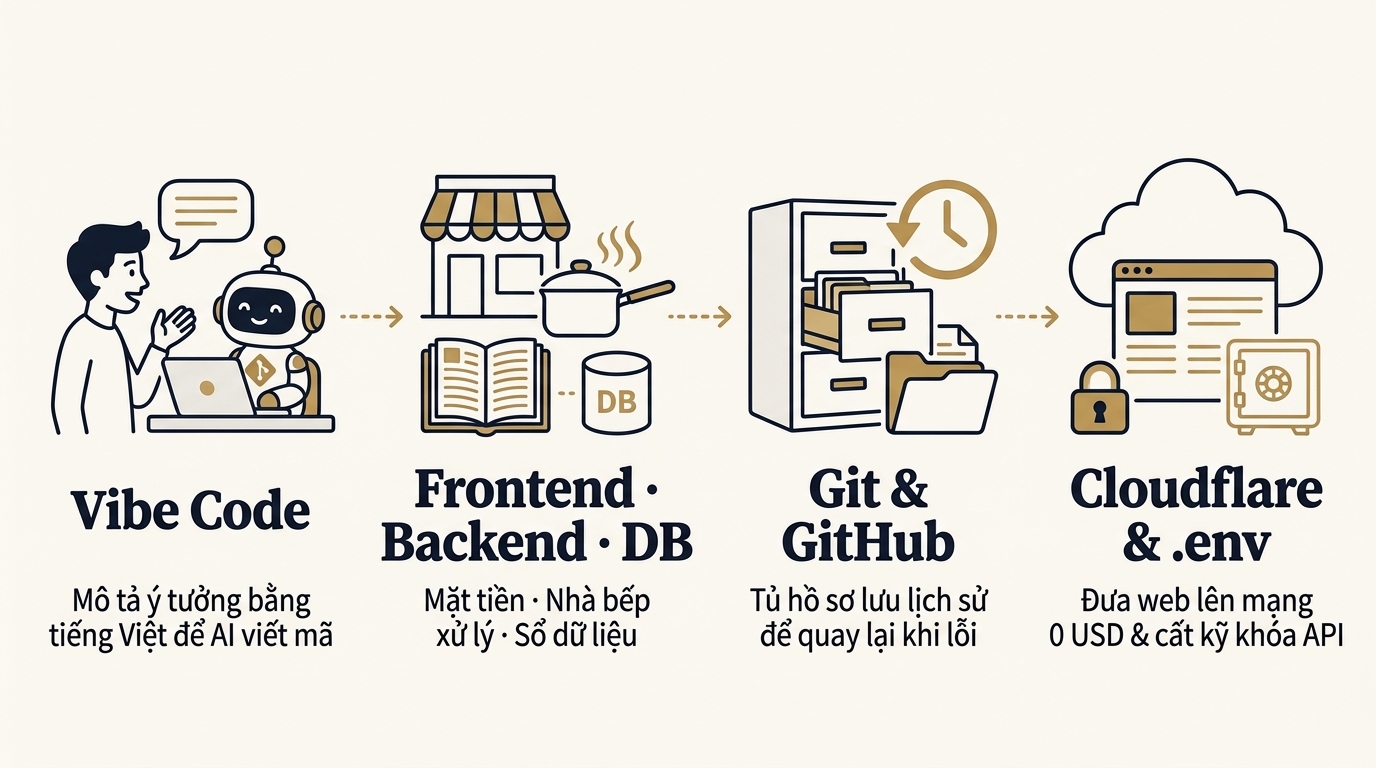 DB
Vibe Code
Mô tả ý tưởng bằng
tiếng Việt để AI viết mã
Frontend ·
Backend · DB
Mặt tiền · Nhà bếp
xử lý · Sổ dữ liệu
Git &
GitHub
Tủ hồ sơ lưu lịch sử
để quay lại khi lỗi
Cloudflare
& .env
Đưa web lên mạng
0 USD & cất kỹ khóa API